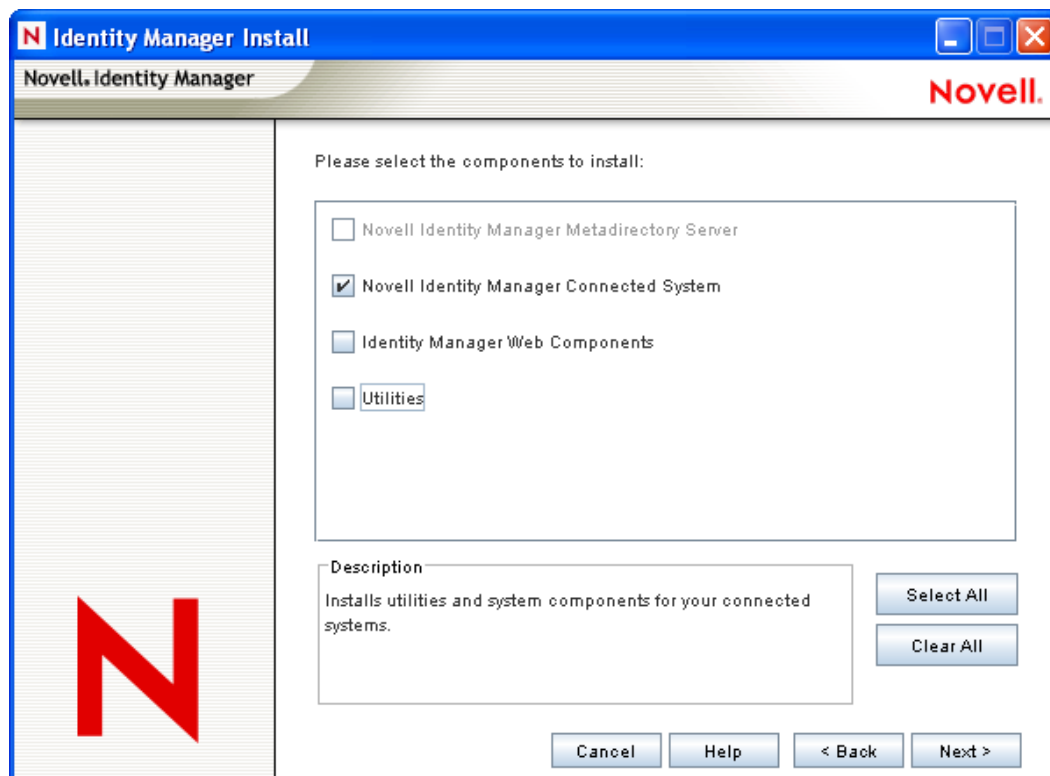 Identity Manager Install
Novell. Identity Manager
Novell.
Please select the components to install:
Novell Identity Manager Metadirectory Server
Novell Identity Manager Connected System
Identity Manager Web Components
Utilities
Description
Installs utilities and system components for your connected
systems.
Select All
Clear All
Cancel
Help
< Back
Next >